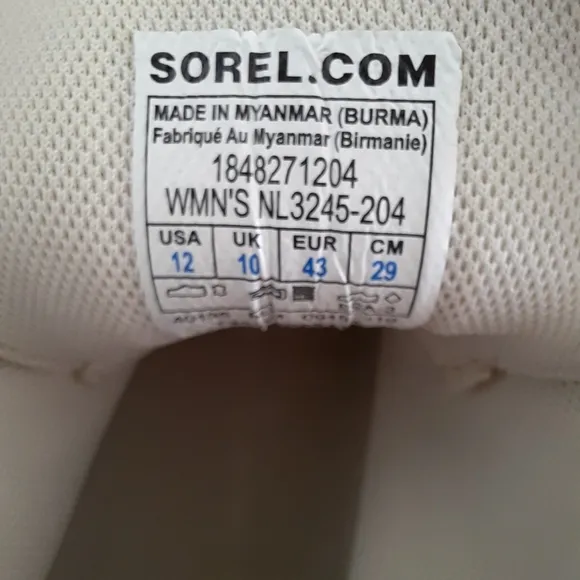 SOREL.COM
MADE IN MYANMAR (BURMA)
Fabriqué Au Myanmar (Birmanie)
1848271204
WMN'S NL3245-204
USA UK EUR CM
12 10 43 29